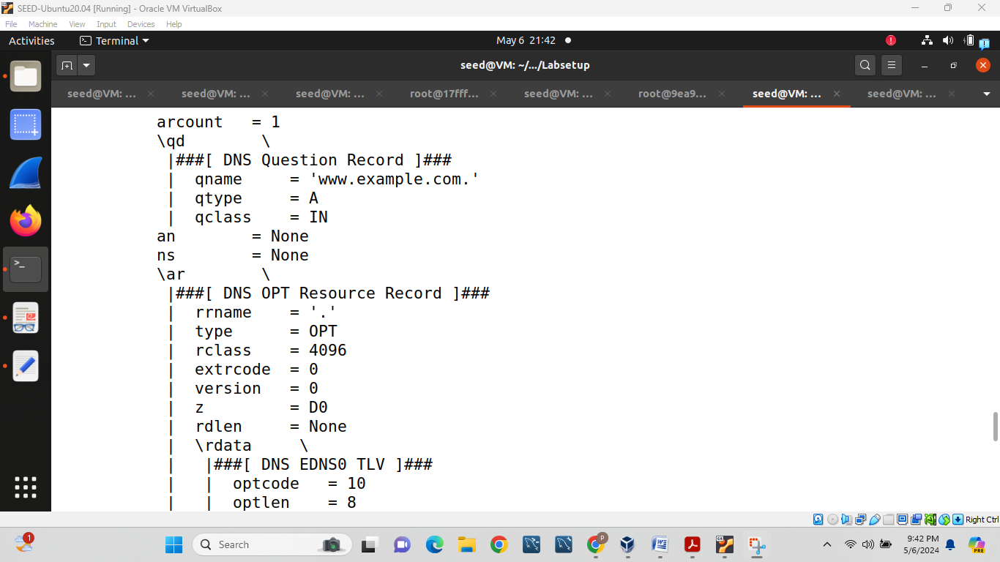 SEED-Ubuntu20.04 [Running] - Oracle VM VirtualBox
File Machine View Input Devices Help
Activities Terminal May 6 21:42
seed@VM: ~/.../Labsetup
seed@VM: ... seed@VM: ... seed@VM: ... root@17fff... seed@VM: ... root@9ea9... seed@VM: ... seed@VM: ...
arcount = 1
\qd \
|###[ DNS Question Record ]###
| qname = 'www.example.com.'
| qtype = A
| qclass = IN
an = None
ns = None
\ar \
|###[ DNS OPT Resource Record ]###
| rrname = '.'
| type = OPT
| rclass = 4096
| extrcode = 0
| version = 0
| z = D0
| rdlen = None
| \rdata \
| |###[ DNS EDNS0 TLV ]###
| | optcode = 10
| | optlen = 8
Right Ctrl
1
Search
P
W
64
PRE
9:42 PM
5/6/2024